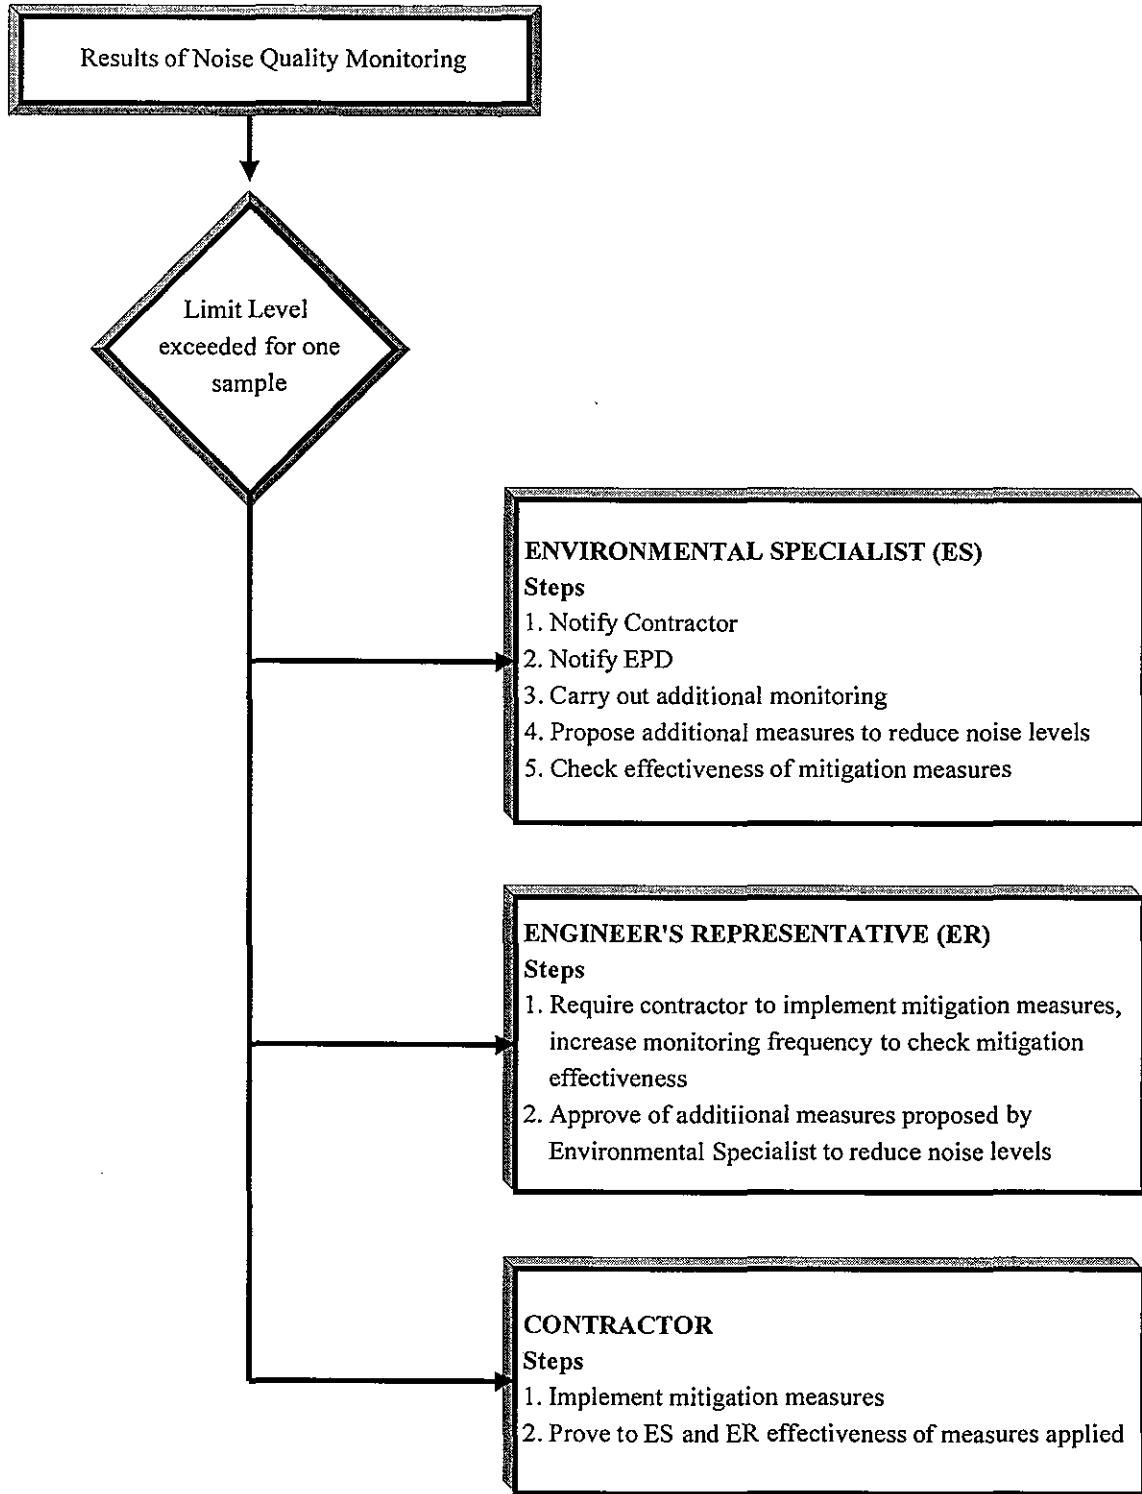 Results of Noise Quality Monitoring
Limit Level
exceeded for one
sample
ENVIRONMENTAL SPECIALIST (ES)
Steps
1. Notify Contractor
2. Notify EPD
3. Carry out additional monitoring
4. Propose additional measures to reduce noise levels
5. Check effectiveness of mitigation measures
ENGINEER'S REPRESENTATIVE (ER)
Steps
1. Require contractor to implement mitigation measures,
increase monitoring frequency to check mitigation
effectiveness
2. Approve of additiional measures proposed by
Environmental Specialist to reduce noise levels
CONTRACTOR
Steps
1. Implement mitigation measures
2. Prove to ES and ER effectiveness of measures applied